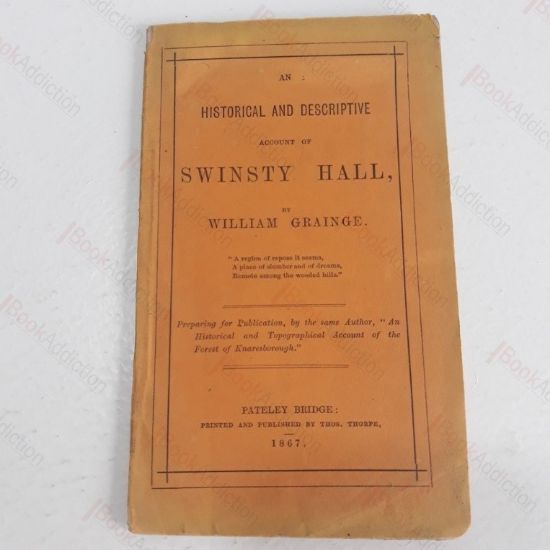 AN
HISTORICAL AND DESCRIPTIVE
ACCOUNT OF
SWINSTY HALL,
BY
WILLIAM GRAINGE.
"A region of repose it seems,
A place of slumber and of dreams,
Remote among the wooded hills."
Preparing for Publication, by the same Author, "An
Historical and Topographical Account of the
Forest of Knaresborough."
PATELEY BRIDGE:
PRINTED AND PUBLISHED BY THOS. THORPE,
1867.
BookAddiction